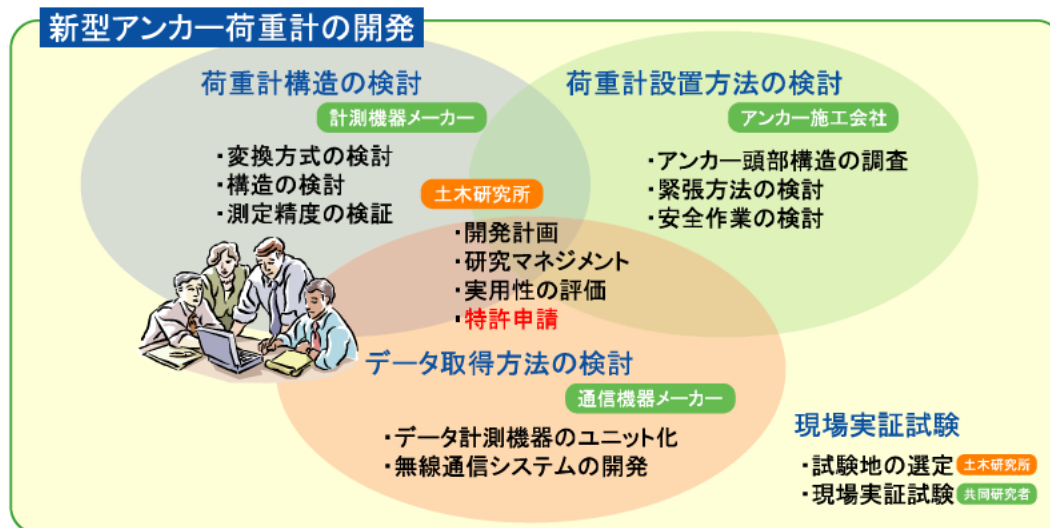 新型アンカー荷重計の開発
荷重計構造の検討
計測機器メーカー
・変換方式の検討
・構造の検討
・測定精度の検証
荷重計設置方法の検討
アンカー施工会社
・アンカー頭部構造の調査
・緊張方法の検討
・安全作業の検討
土木研究所
・開発計画
・研究マネジメント
・実用性の評価
・特許申請
データ取得方法の検討
通信機器メーカー
・データ計測機器のユニット化
・無線通信システムの開発
現場実証試験
・試験地の選定 土木研究所
・現場実証試験 共同研究者